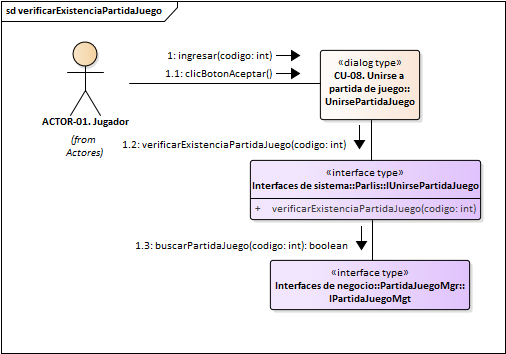 sd verificarExistenciaPartidaJuego
1: ingresar(codigo: int)
1.1: clicBotonAceptar()
«dialog type»
CU-08. Unirse a
partida de juego::
UnirsePartidaJuego
ACTOR-01. Jugador
(from
Actores)
1.2: verificarExistenciaPartidaJuego(codigo: int)
«interface type»
Interfaces de sistema::Parlis::IUnirsePartidaJuego
+ verificarExistenciaPartidaJuego(codigo: int)
1.3: buscarPartidaJuego(codigo: int): boolean
«interface type»
Interfaces de negocio::PartidaJuegoMgr::
IPartidaJuegoMgt